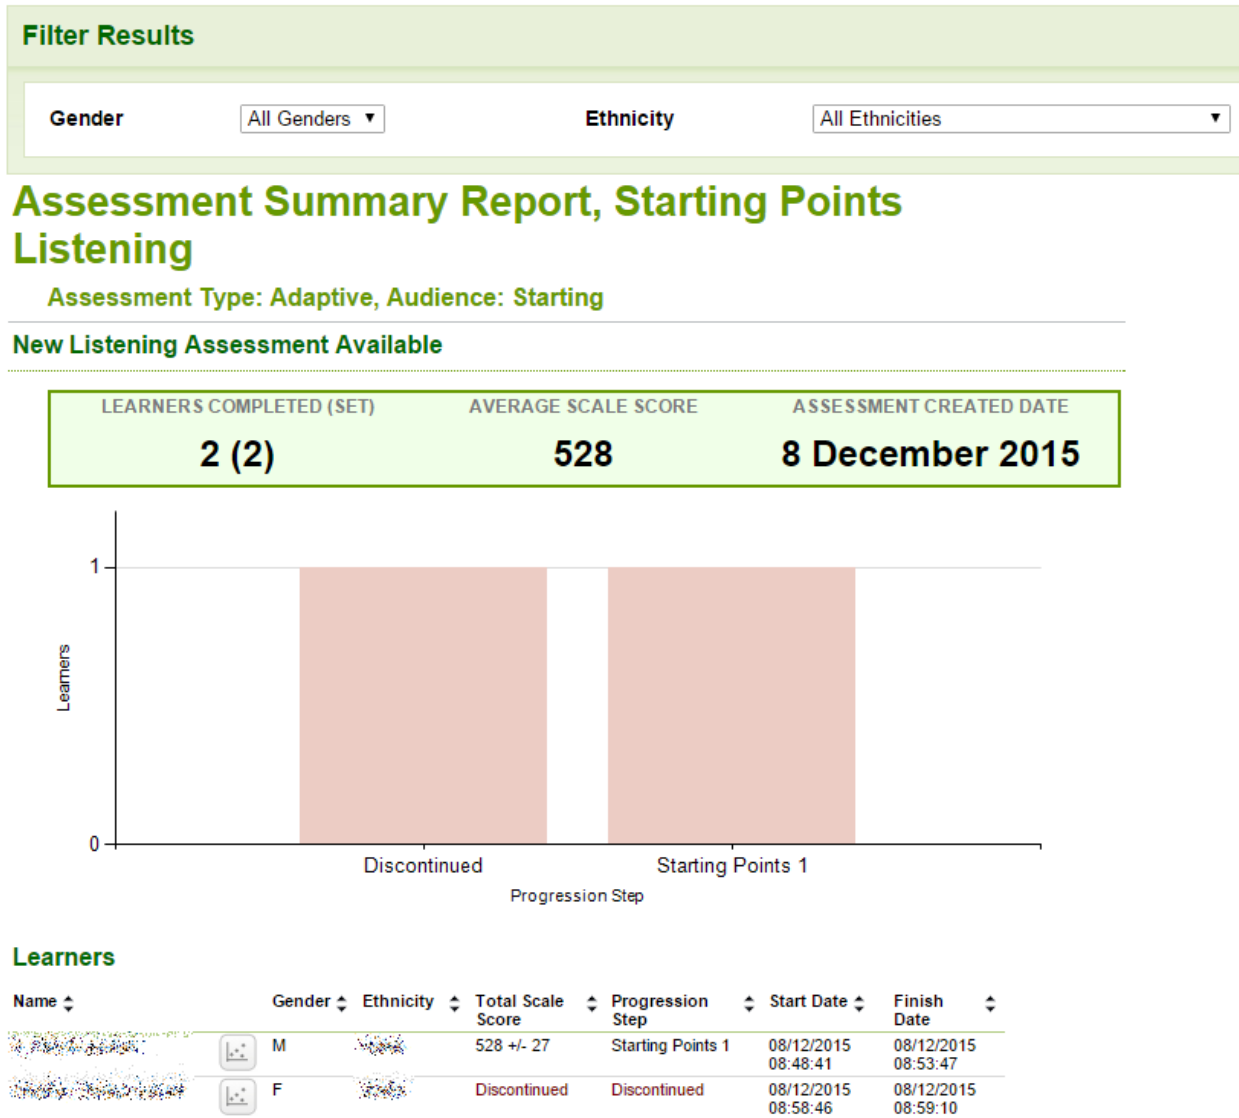 Filter Results
Gender All Genders ▼ Ethnicity All Ethnicities ▼
Assessment Summary Report, Starting Points
Listening
Assessment Type: Adaptive, Audience: Starting
New Listening Assessment Available
LEARNERS COMPLETED (SET) AVERAGE SCALE SCORE ASSESSMENT CREATED DATE
2 (2) 528 8 December 2015
1
Learners
0
Discontinued Starting Points 1
Progression Step
Learners
Name Gender Ethnicity Total Scale Progression Start Date Finish
Score Step Date
M 528 +/- 27 Starting Points 1 08/12/2015 08/12/2015
08:48:41 08:53:47
F Discontinued Discontinued 08/12/2015 08/12/2015
08:58:46 08:59:10